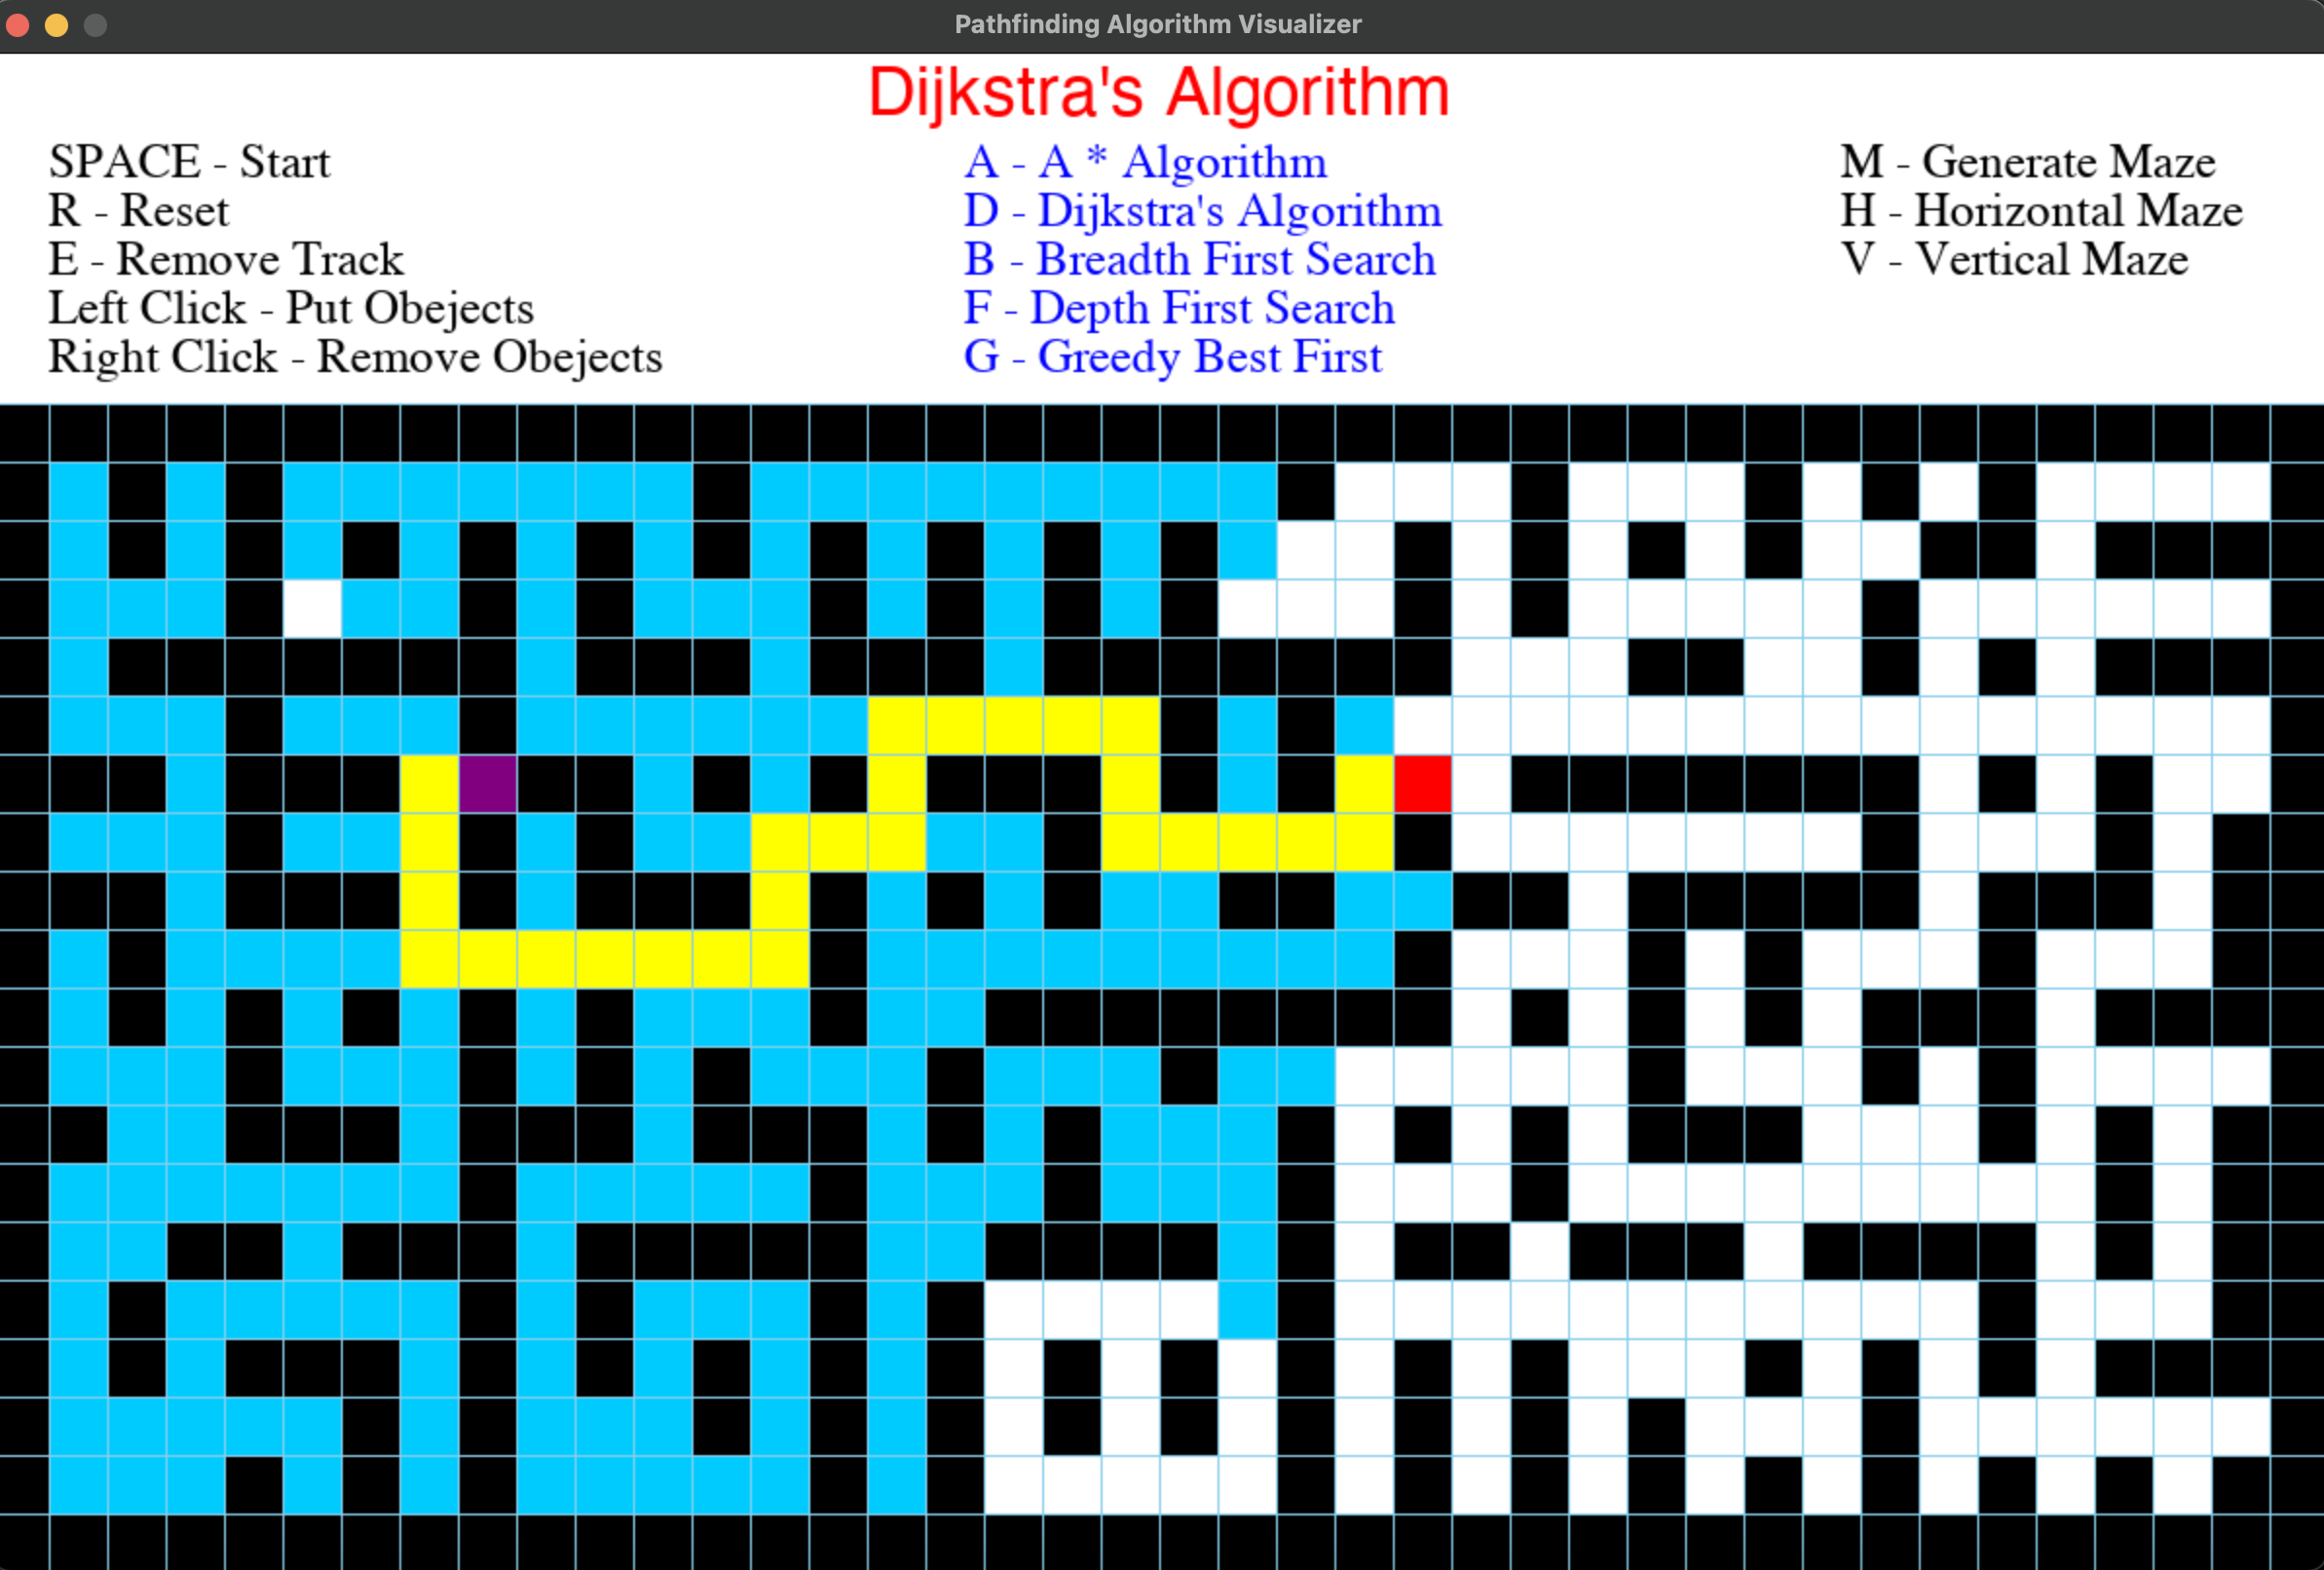 Pathfinding Algorithm Visualizer
Dijkstra's Algorithm
SPACE - Start
R - Reset
E - Remove Track
Left Click - Put Obejects
Right Click - Remove Obejects
A - A * Algorithm
D - Dijkstra's Algorithm
B - Breadth First Search
F - Depth First Search
G - Greedy Best First
M - Generate Maze
H - Horizontal Maze
V - Vertical Maze